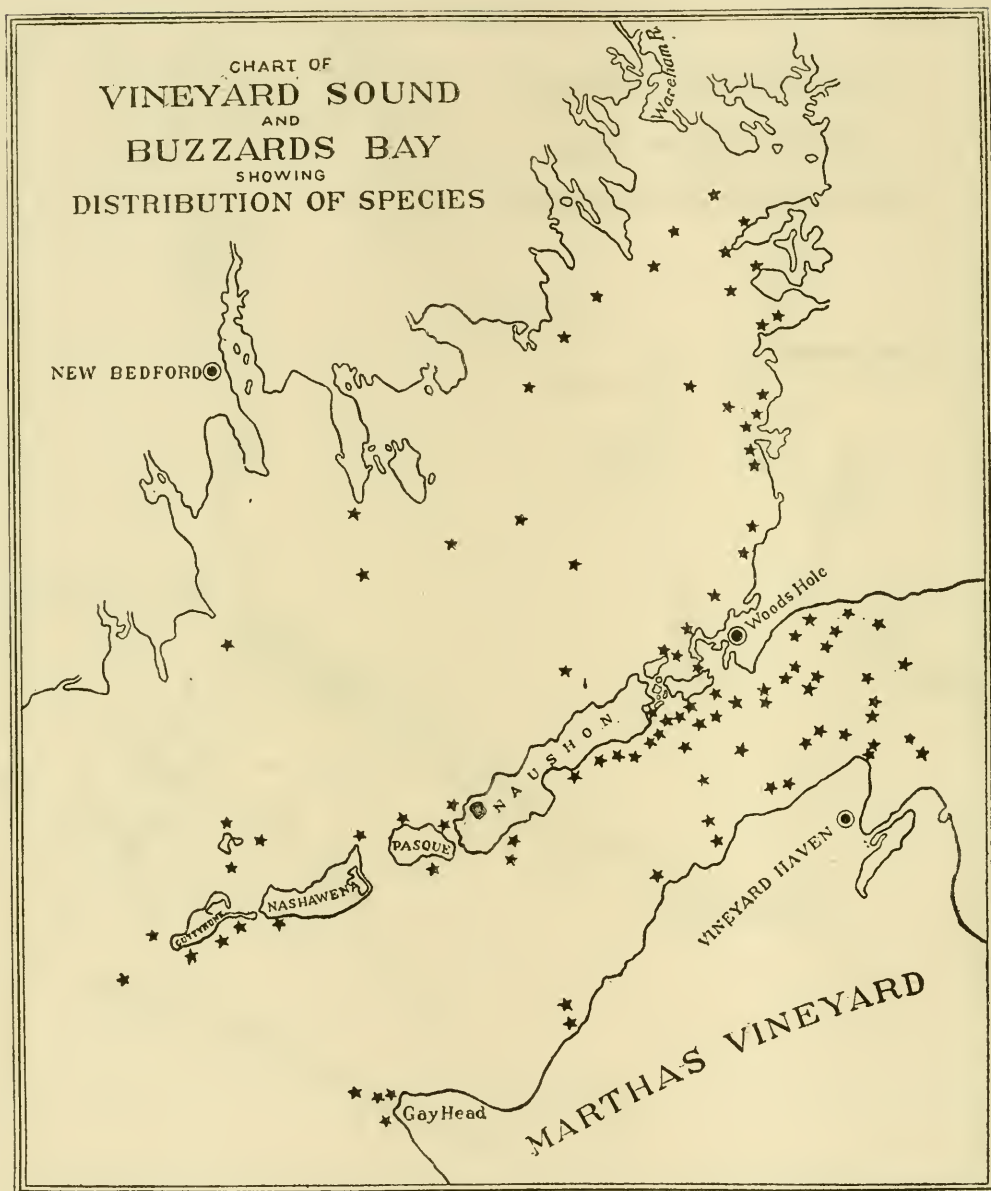 CHART OF
VINEYARD SOUND
AND
BUZZARDS BAY
SHOWING
DISTRIBUTION OF SPECIES
Wareham R.
NEW BEDFORD
Woods Hole
NAUSHON
PASQUE
NASHAWENA
CUTTYHUNK
VINEYARD HAVEN
MARTHAS VINEYARD
Gay Head